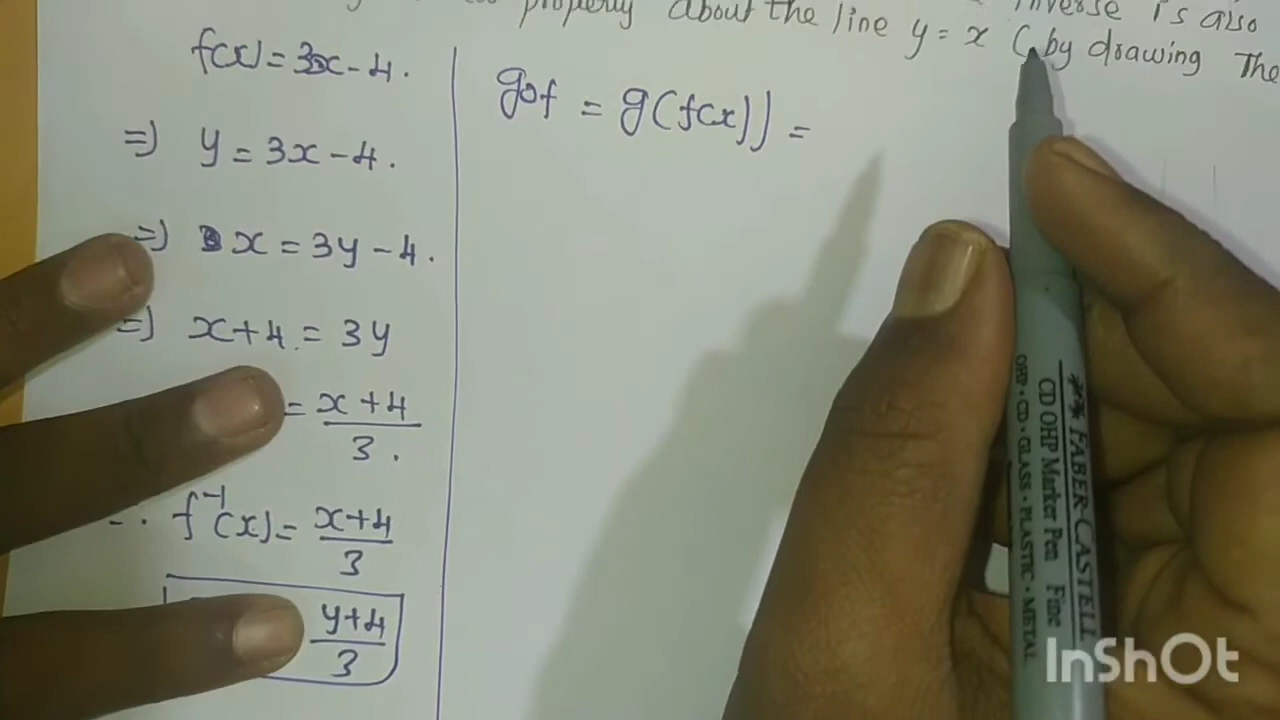 property about the line y = x (by drawing The
inverse is also
f(x) = 3x - 4.
=) y = 3x - 4.
=) x = 3y - 4.
=) x + 4 = 3y
= x + 4 / 3.
∴ f⁻¹(x) = x+4 / 3
y+4 / 3
gof = g(f(x)) =
FABER-CASTELL
CD OHP Marker Pen Fine
OHP • CD • GLASS • PLASTIC • METAL
InShOt